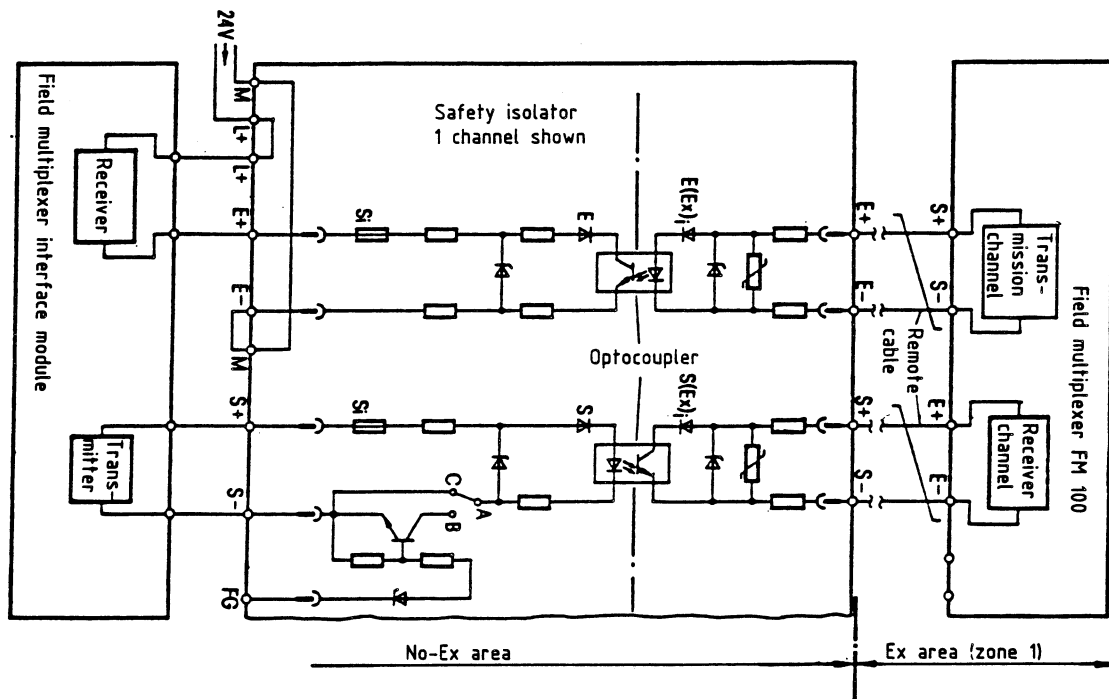 24V
Field multiplexer interface module
Receiver
Trans-
mitter
M
L+
L+
E+
E-
M
S+
S-
FG
Safety isolator
1 channel shown
Si
E
E(Ex)i
Optocoupler
Si
S
S(Ex)i
C
A
B
E+
E-
S+
S-
S+
S-
Remote
cable
E+
E-
Trans-
mission
channel
Receiver
channel
Field multiplexer FM 100
No-Ex area
Ex area (zone 1)